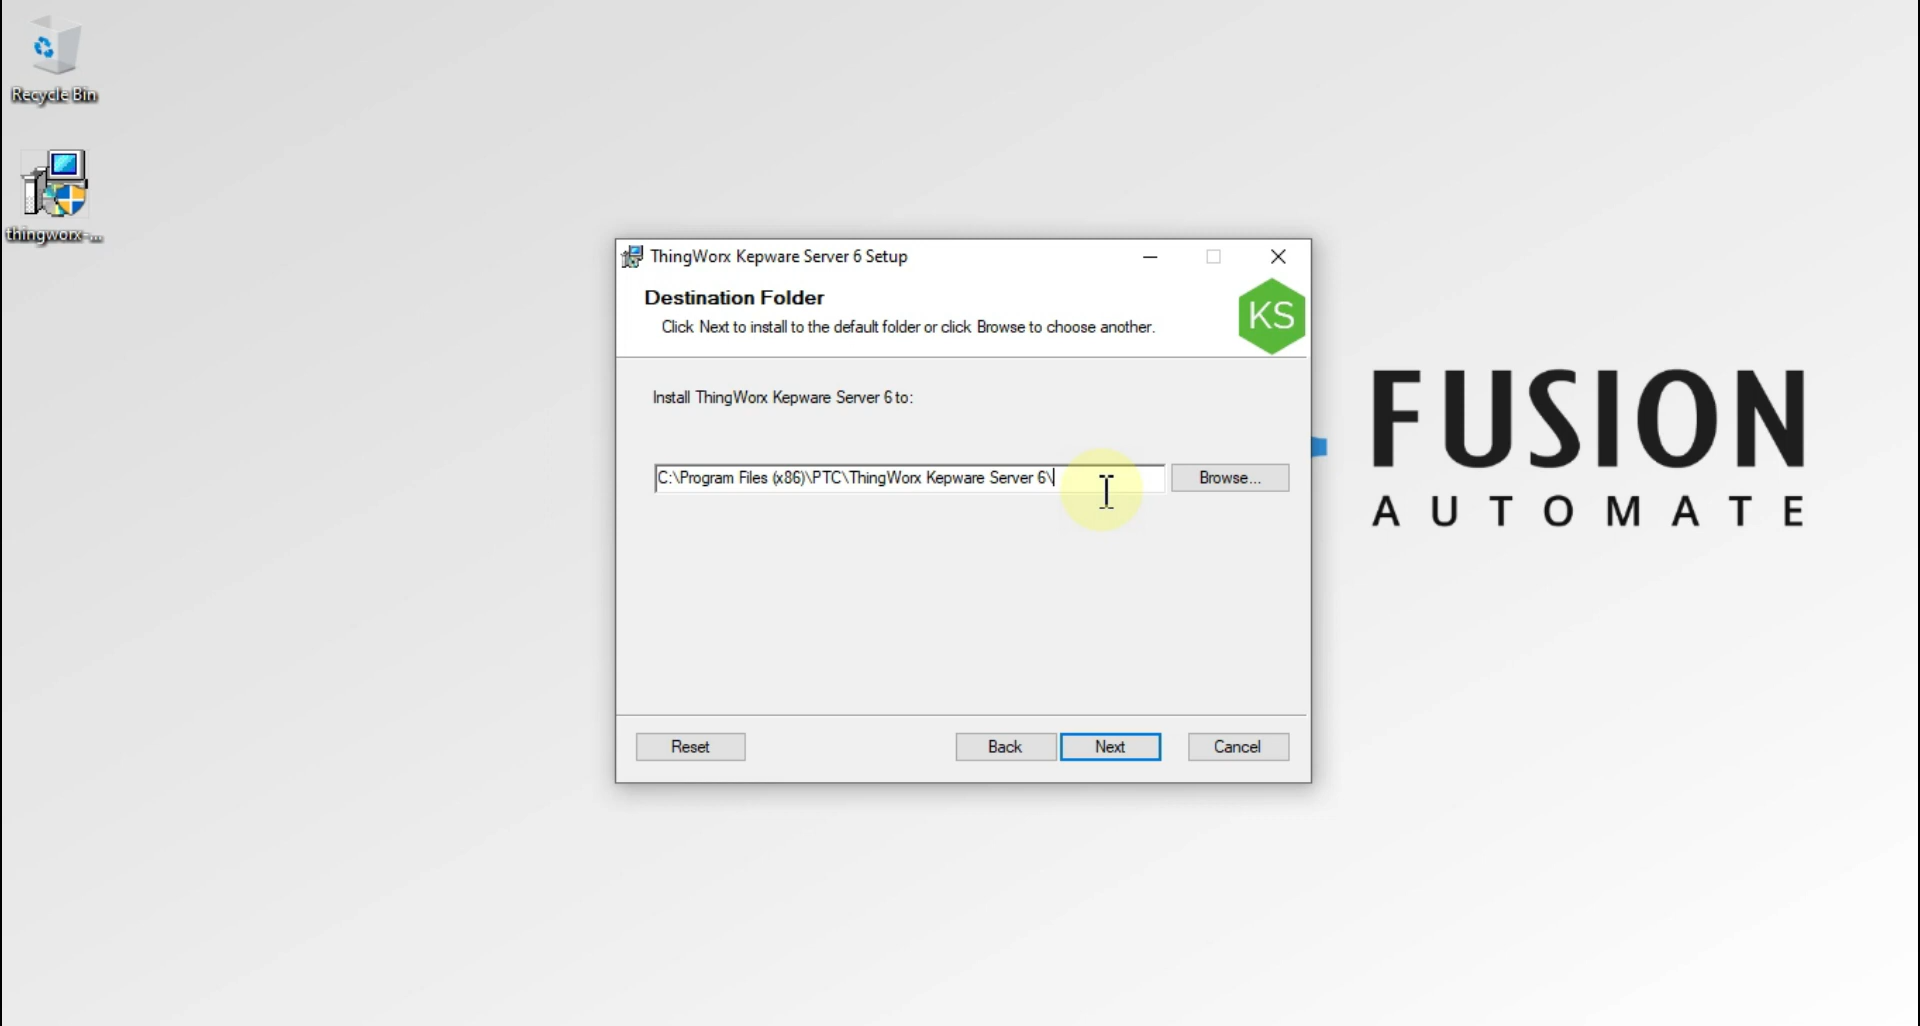 Recycle Bin
thingworx-...
ThingWorx Kepware Server 6 Setup
Destination Folder
Click Next to install to the default folder or click Browse to choose another.
KS
Install ThingWorx Kepware Server 6 to:
C:\Program Files (x86)\PTC\ThingWorx Kepware Server 6\
Browse...
Reset
Back
Next
Cancel
FUSION
AUTOMATE